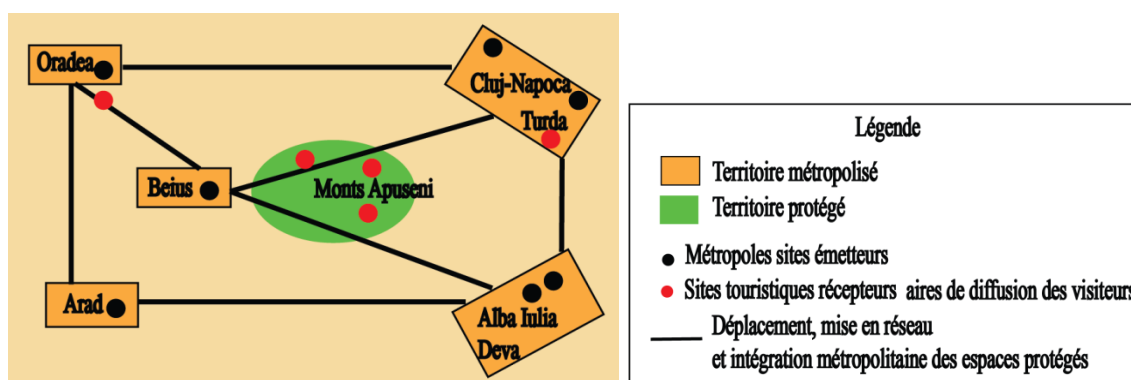 Oradea
Cluj-Napoca
Turda
Beius
Monts Apuseni
Arad
Alba Iulia
Deva
Légende
Territoire métropolisé
Territoire protégé
Métropoles sites émetteurs
Sites touristiques récepteurs aires de diffusion des visiteurs
Déplacement, mise en réseau
et intégration métropolitaine des espaces protégés